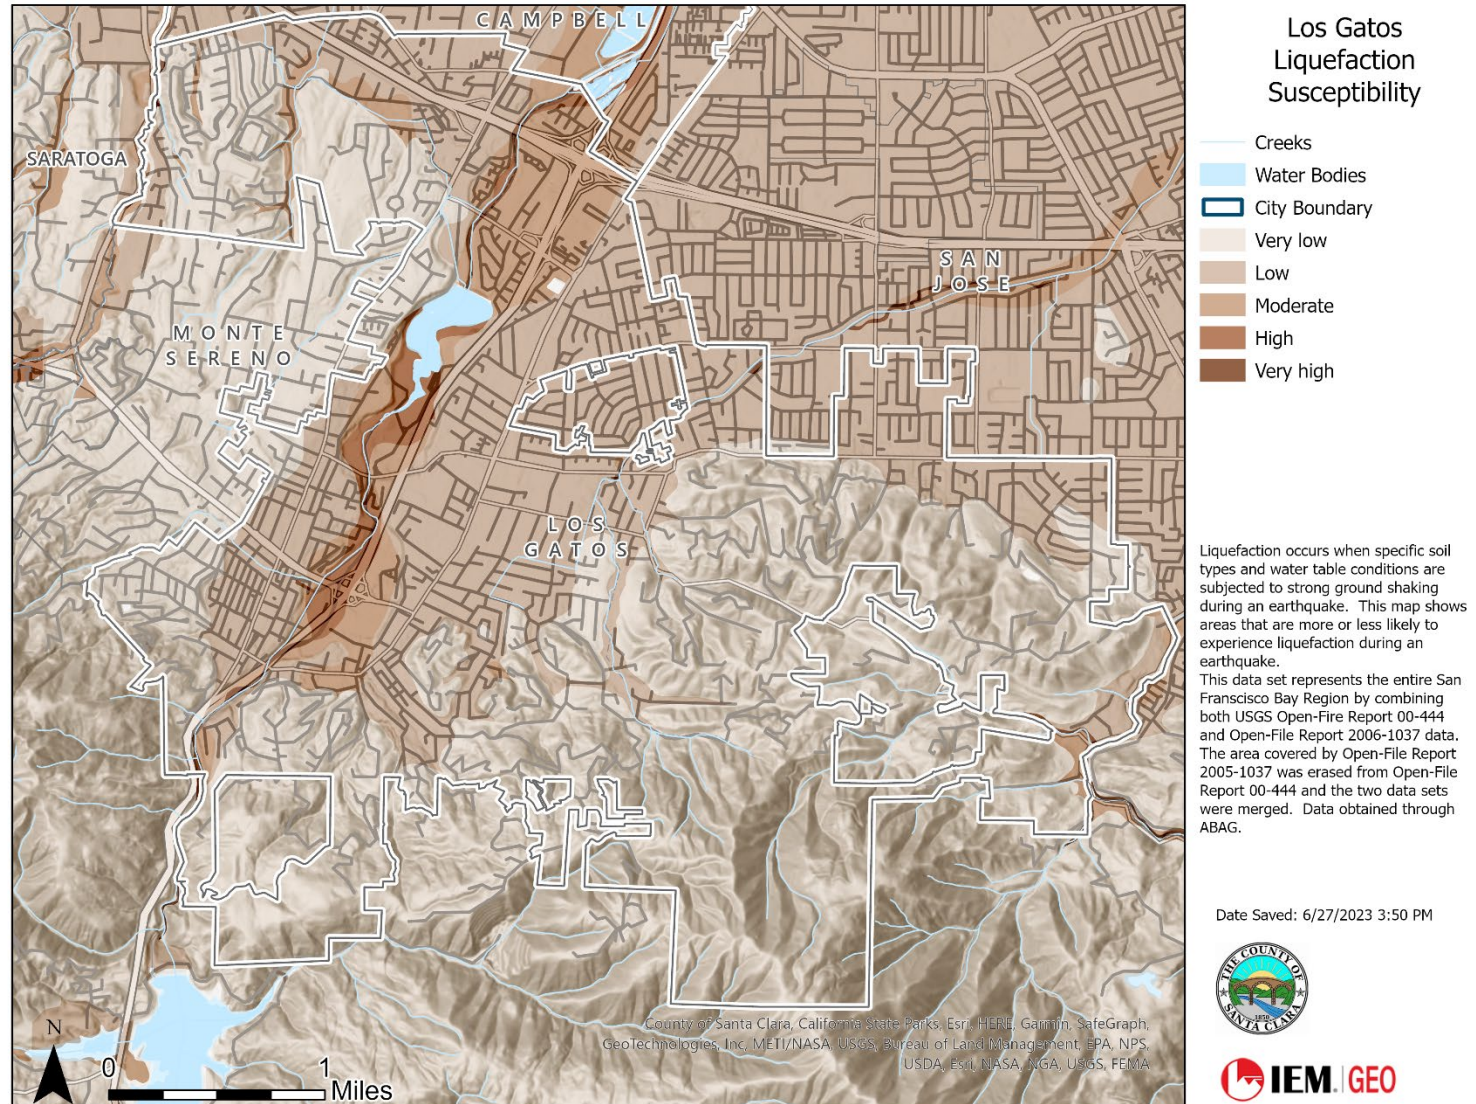 CAMPBELL
SARATOGA
SAN
JOSE
MONTE
SERENO
LOS
GATOS
N
0 1
Miles
County of Santa Clara, California State Parks, Esri, HERE, Garmin, SafeGraph,
GeoTechnologies, Inc, METI/NASA, USGS, Bureau of Land Management, EPA, NPS,
USDA, Esri, NASA, NGA, USGS, FEMA
Los Gatos
Liquefaction
Susceptibility
Creeks
Water Bodies
City Boundary
Very low
Low
Moderate
High
Very high
Liquefaction occurs when specific soil
types and water table conditions are
subjected to strong ground shaking
during an earthquake. This map shows
areas that are more or less likely to
experience liquefaction during an
earthquake.
This data set represents the entire San
Franscisco Bay Region by combining
both USGS Open-Fire Report 00-444
and Open-File Report 2006-1037 data.
The area covered by Open-File Report
2005-1037 was erased from Open-File
Report 00-444 and the two data sets
were merged. Data obtained through
ABAG.
Date Saved: 6/27/2023 3:50 PM
THE COUNTY OF
SANTA CLARA
1850
IEM GEO